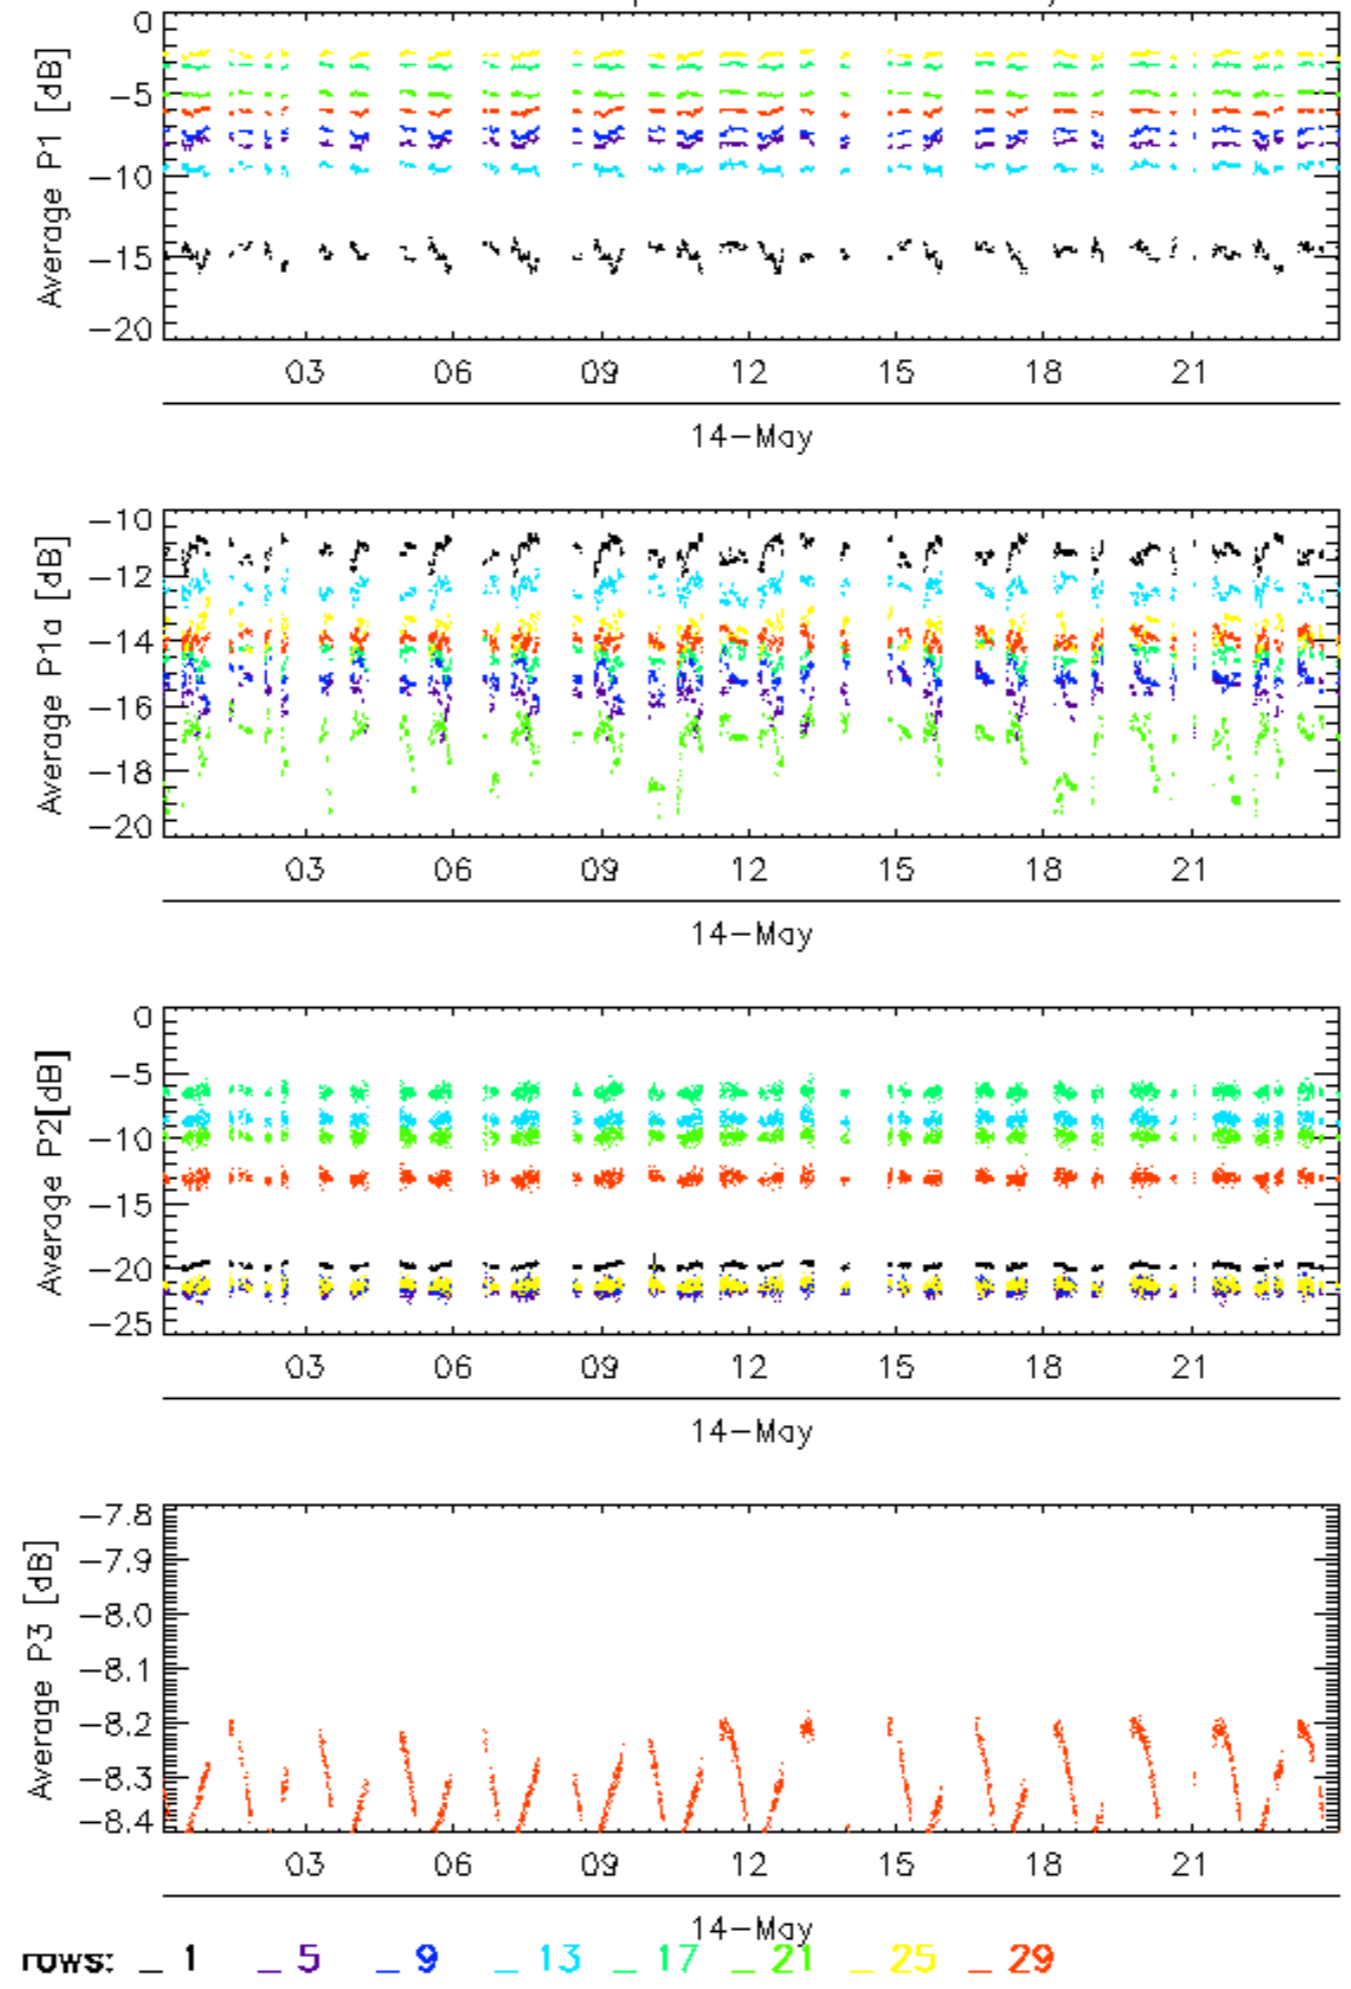 0
−5
−10
−15
−20
Average P1 [dB]
03 06 09 12 15 18 21
14−May
−10
−12
−14
−16
−18
−20
Average P1a [dB]
03 06 09 12 15 18 21
14−May
0
−5
−10
−15
−20
−25
Average P2[dB]
03 06 09 12 15 18 21
14−May
−7.8
−7.9
−8.0
−8.1
−8.2
−8.3
−8.4
Average P3 [dB]
03 06 09 12 15 18 21
14−May
rows: _ 1 _ 5 _ 9 _ 13 _ 17 _ 21 _ 25 _ 29